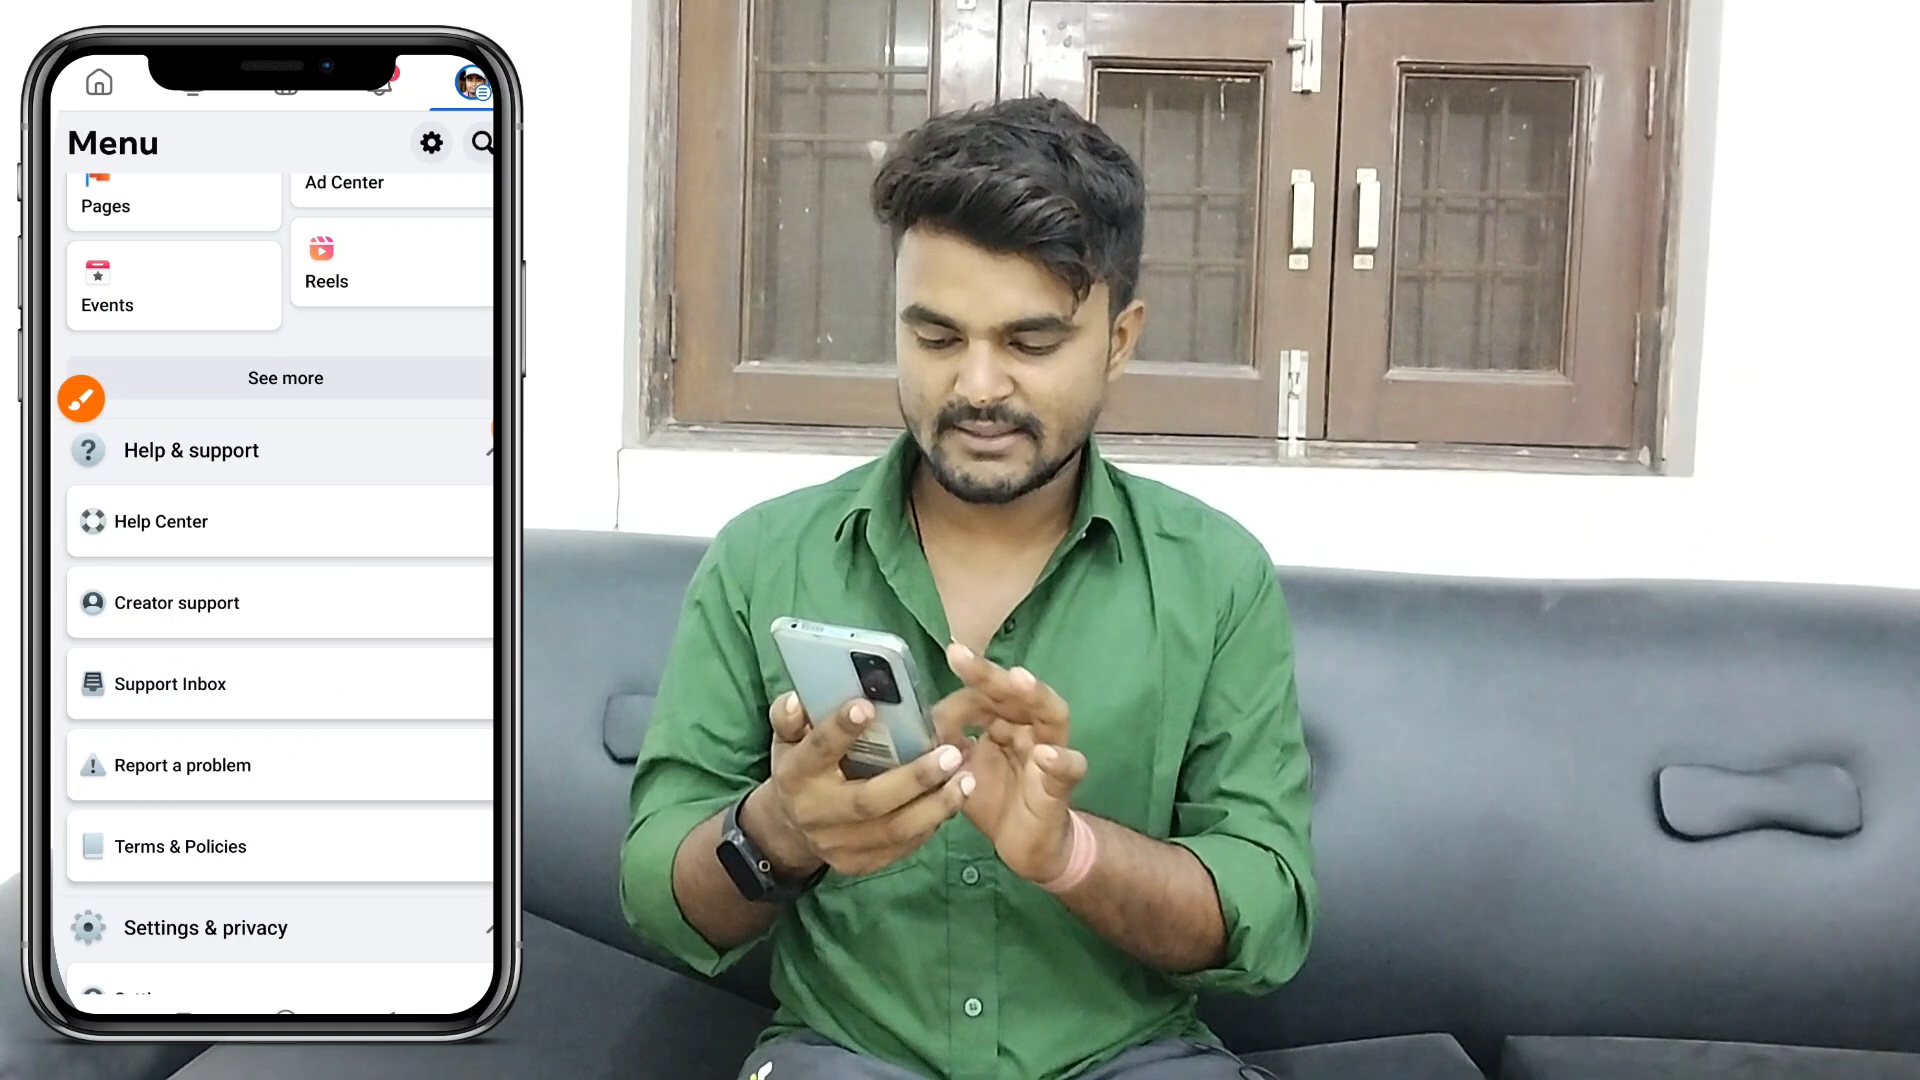 Menu
Pages
Ad Center
Events
Reels
See more
Help & support
Help Center
Creator support
Support Inbox
Report a problem
Terms & Policies
Settings & privacy